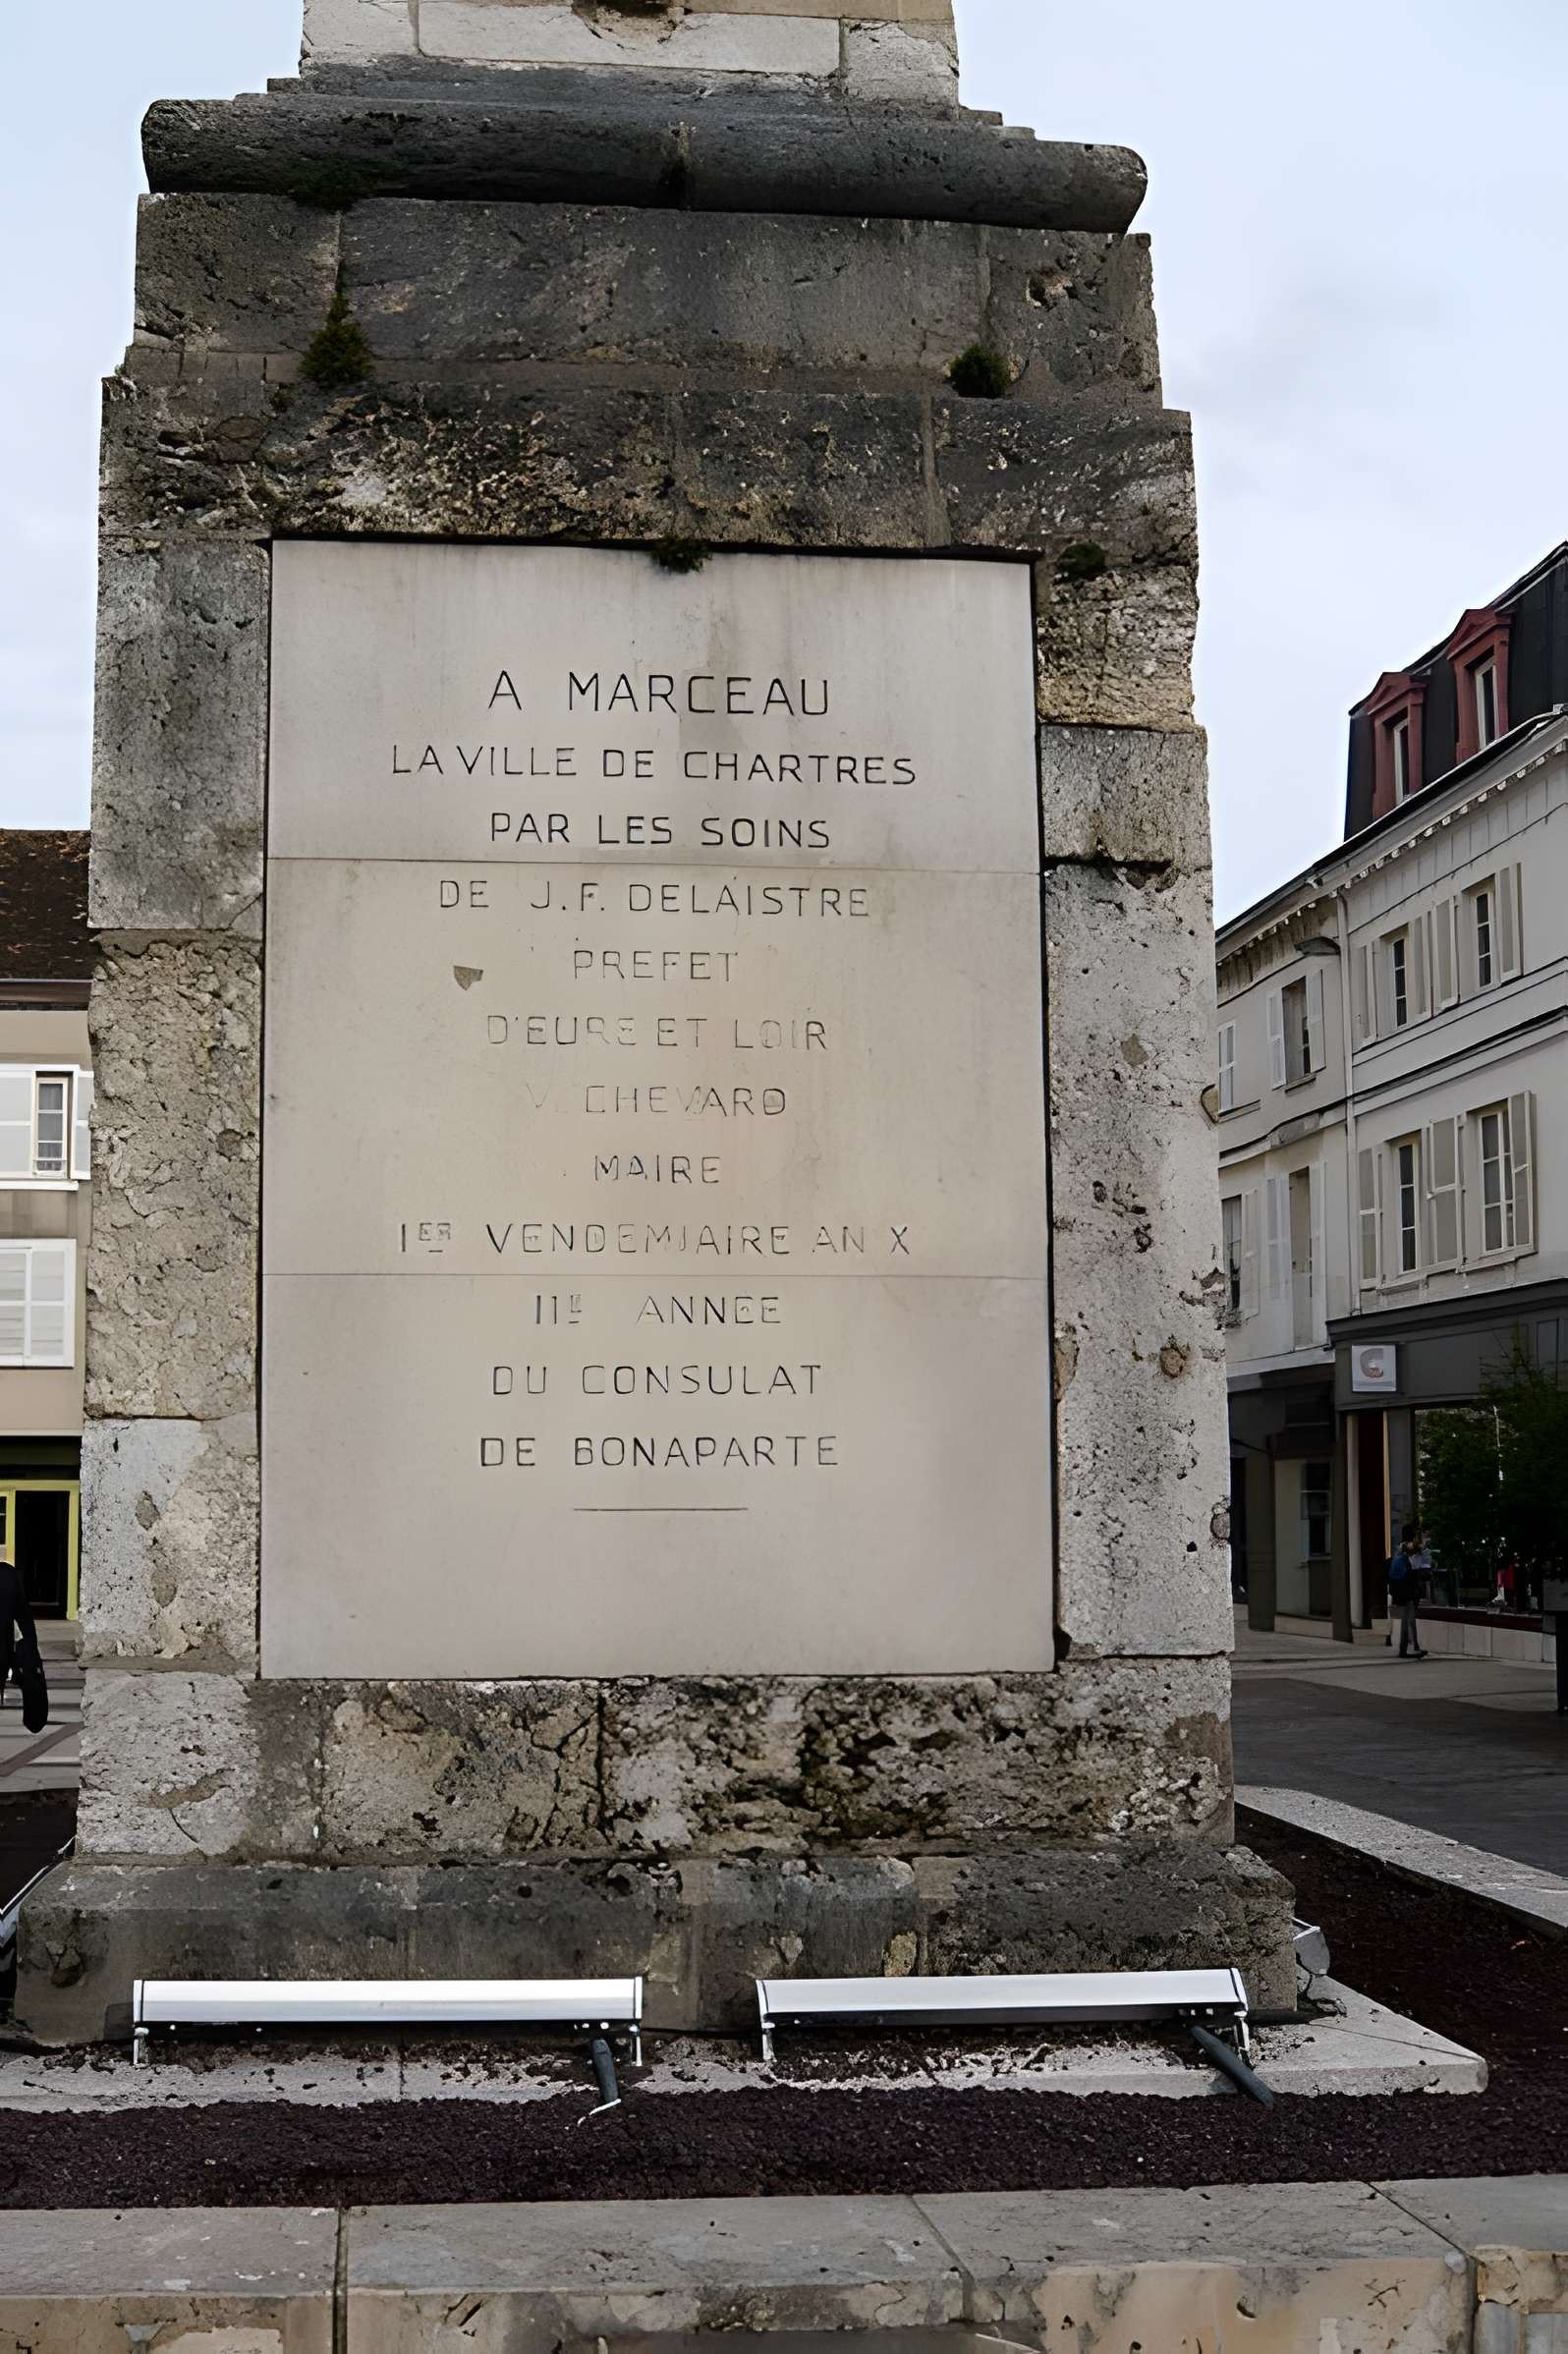 A MARCEAU
LA VILLE DE CHARTRES
PAR LES SOINS
DE J.F. DELAISTRE
PREFET
D'EURE ET LOIR
V. CHEVARD
MAIRE
1ER VENDEMIAIRE AN X
11E ANNEE
DU CONSULAT
DE BONAPARTE